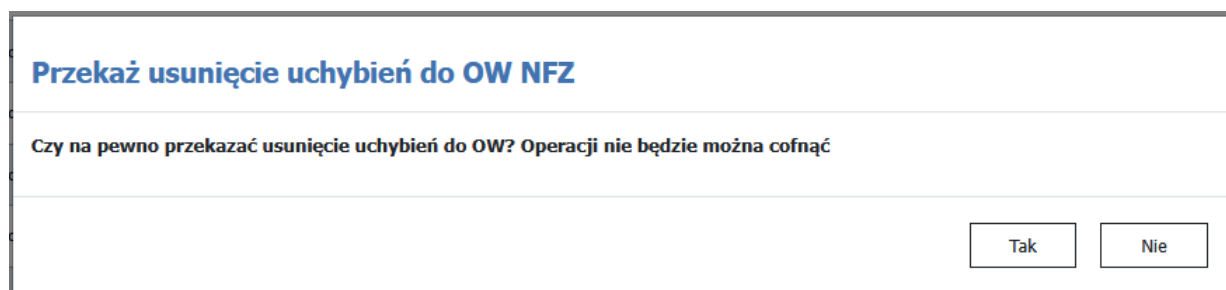 Przekaż usunięcie uchybień do OW NFZ
Czy na pewno przekazać usunięcie uchybień do OW? Operacji nie będzie można cofnąć
Tak
Nie